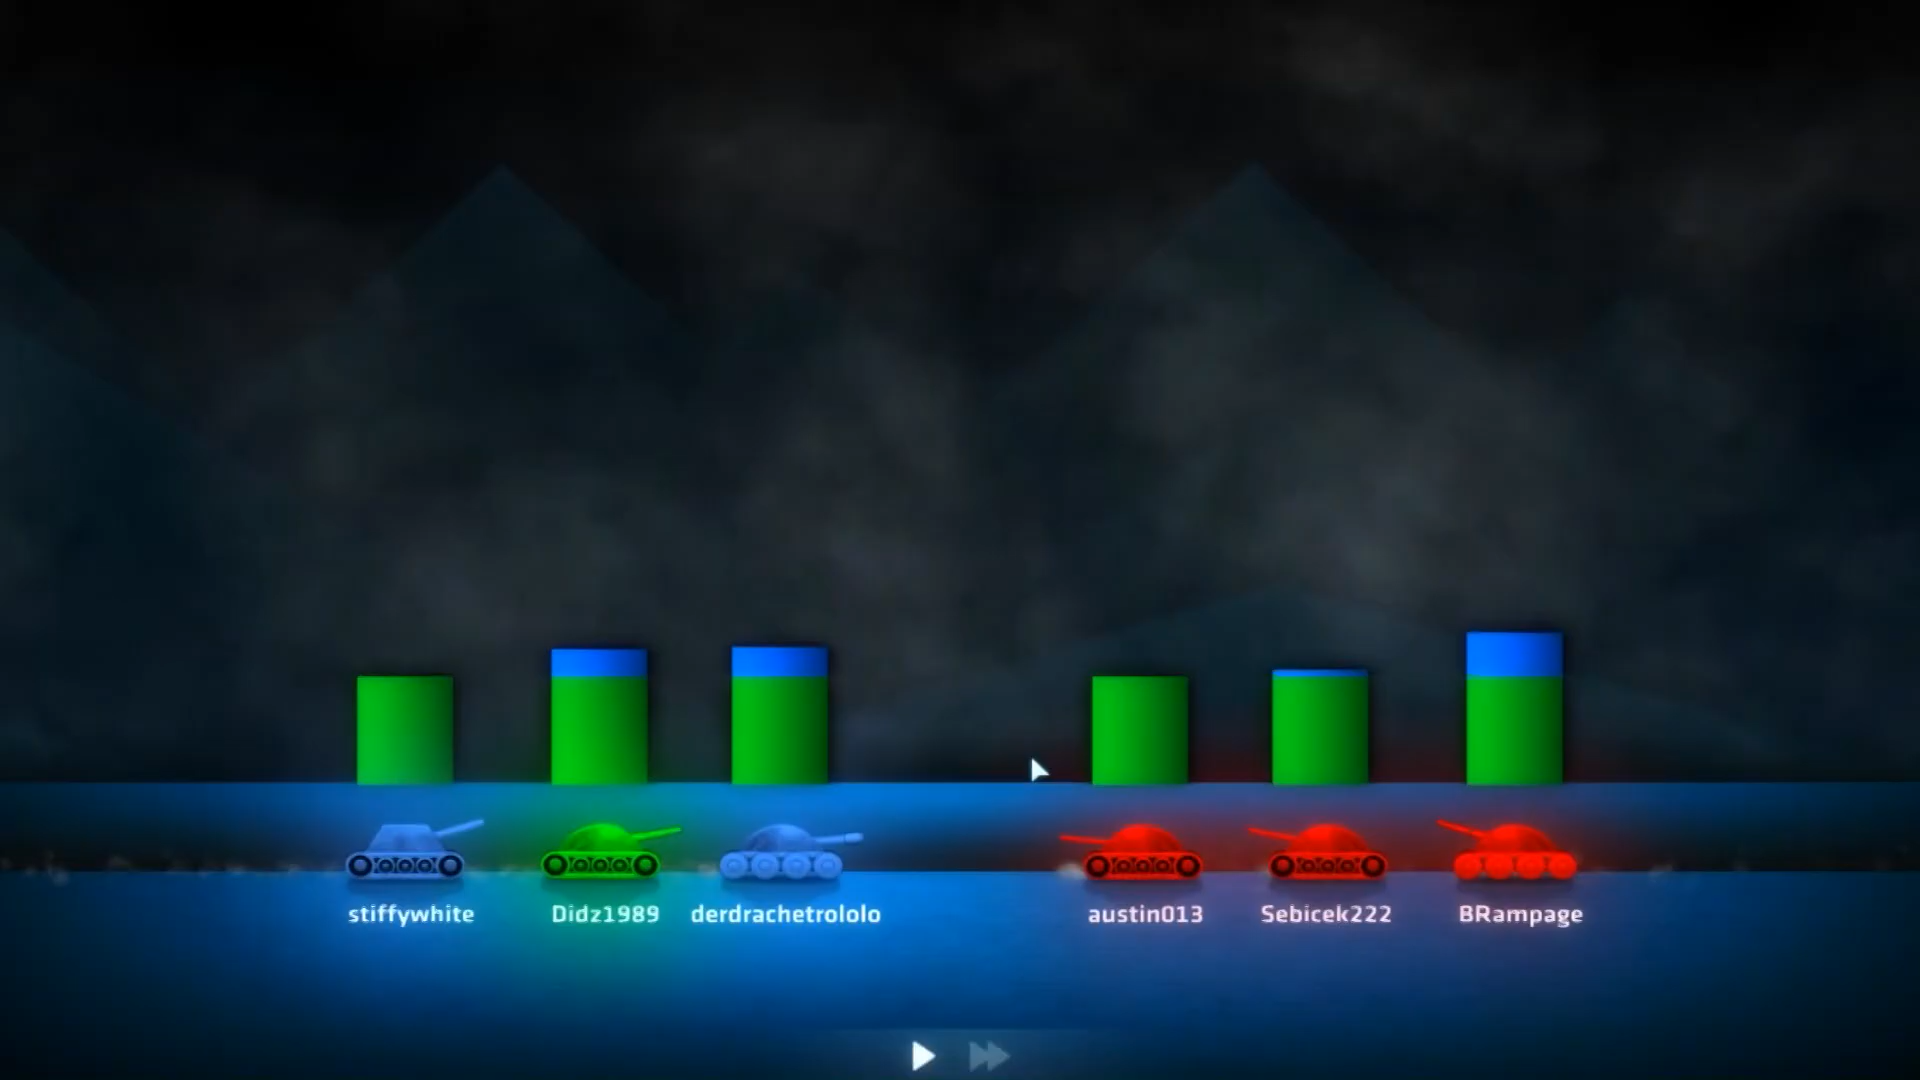 stiffywhite
Didz1989
derdrachetrololo
austin013
Sebicek222
BRampage